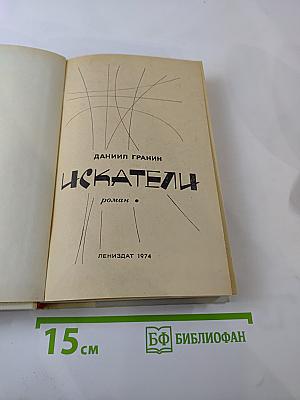 ДАНИИЛ ГРАНИН
ИСКАТЕЛИ
роман •
ЛЕНИЗДАТ 1974
15 см
БФ БИБЛИОФАН